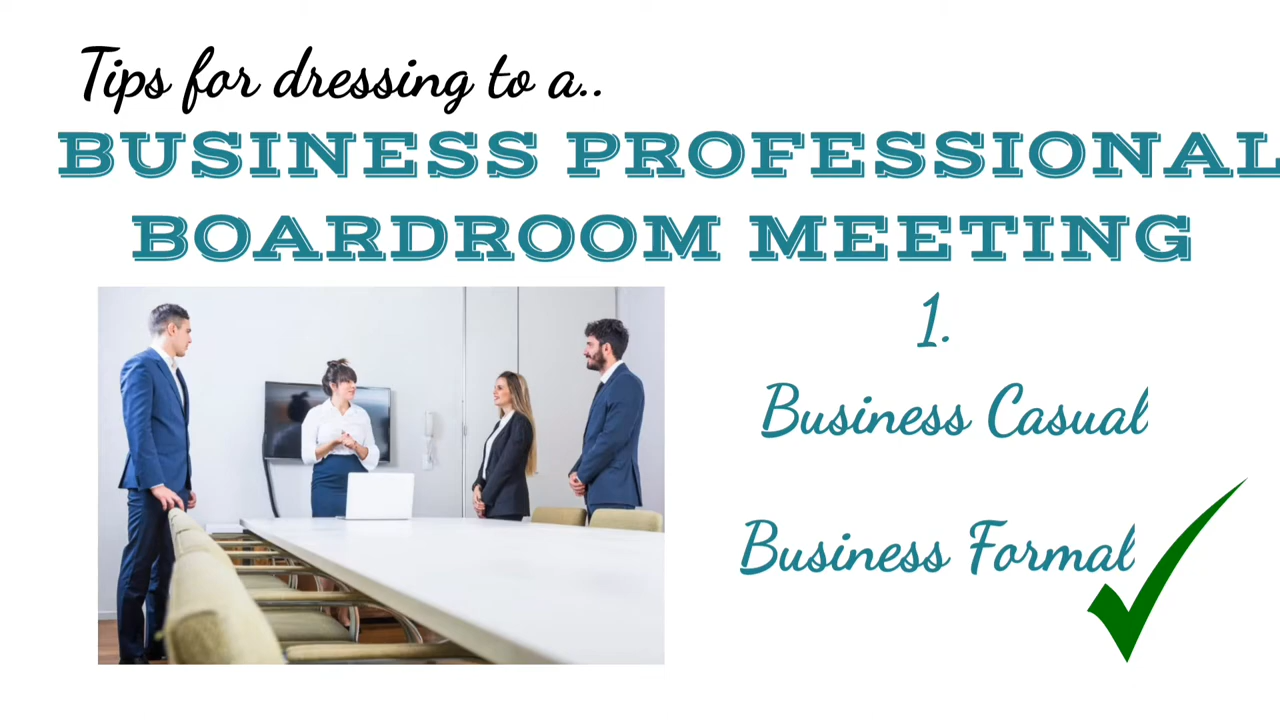 Tips for dressing to a..
BUSINESS PROFESSIONAL
BOARDROOM MEETING
1.
Business Casual
Business Formal